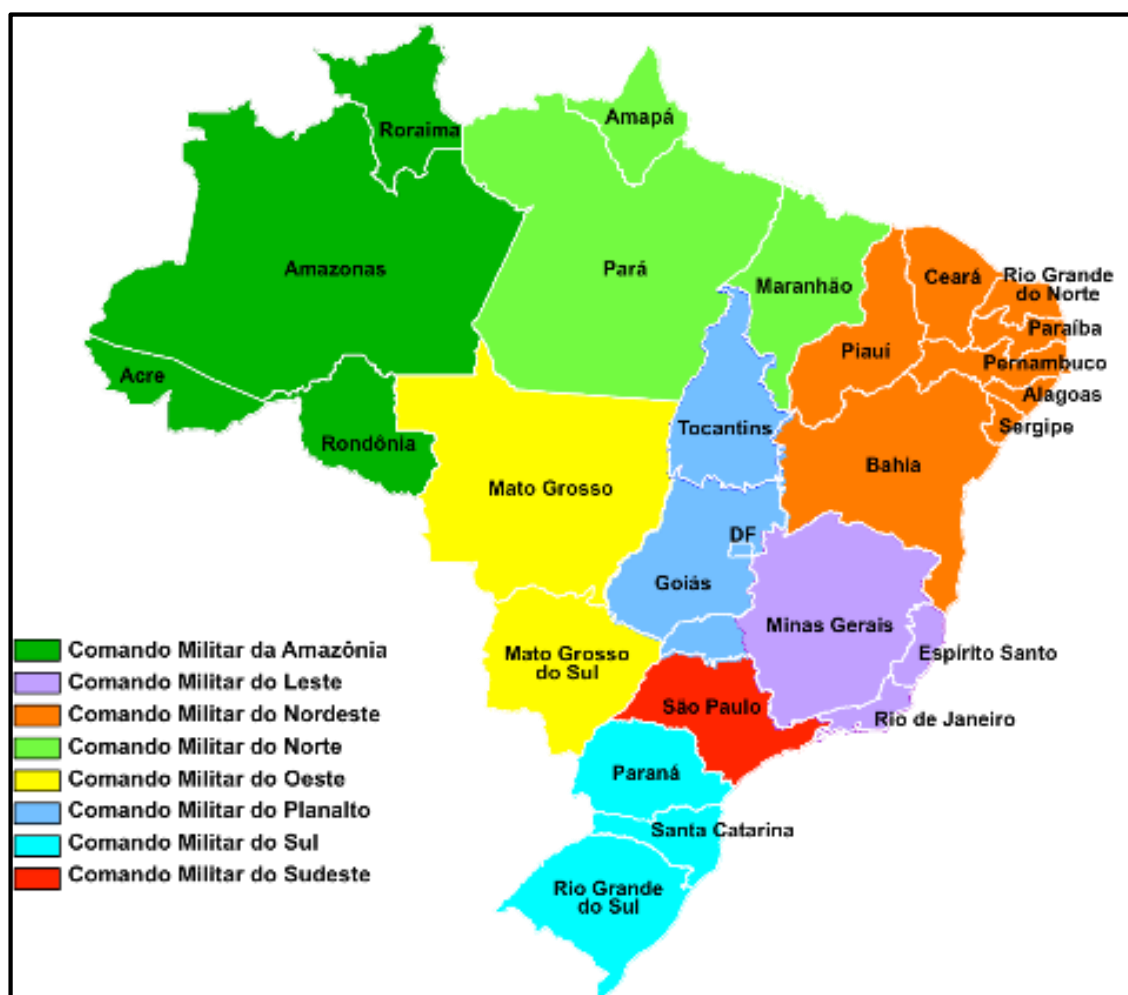 Roraima
Amapá
Amazonas
Pará
Maranhão
Ceará
Rio Grande
do Norte
Paraíba
Piauí
Pernambuco
Acre
Alagoas
Tocantins
Sergipe
Rondônia
Bahia
Mato Grosso
DF
Goiás
Minas Gerais
Mato Grosso
do Sul
Espírito Santo
São Paulo
Rio de Janeiro
Paraná
Santa Catarina
Rio Grande
do Sul
Comando Militar da Amazônia
Comando Militar do Leste
Comando Militar do Nordeste
Comando Militar do Norte
Comando Militar do Oeste
Comando Militar do Planalto
Comando Militar do Sul
Comando Militar do Sudeste